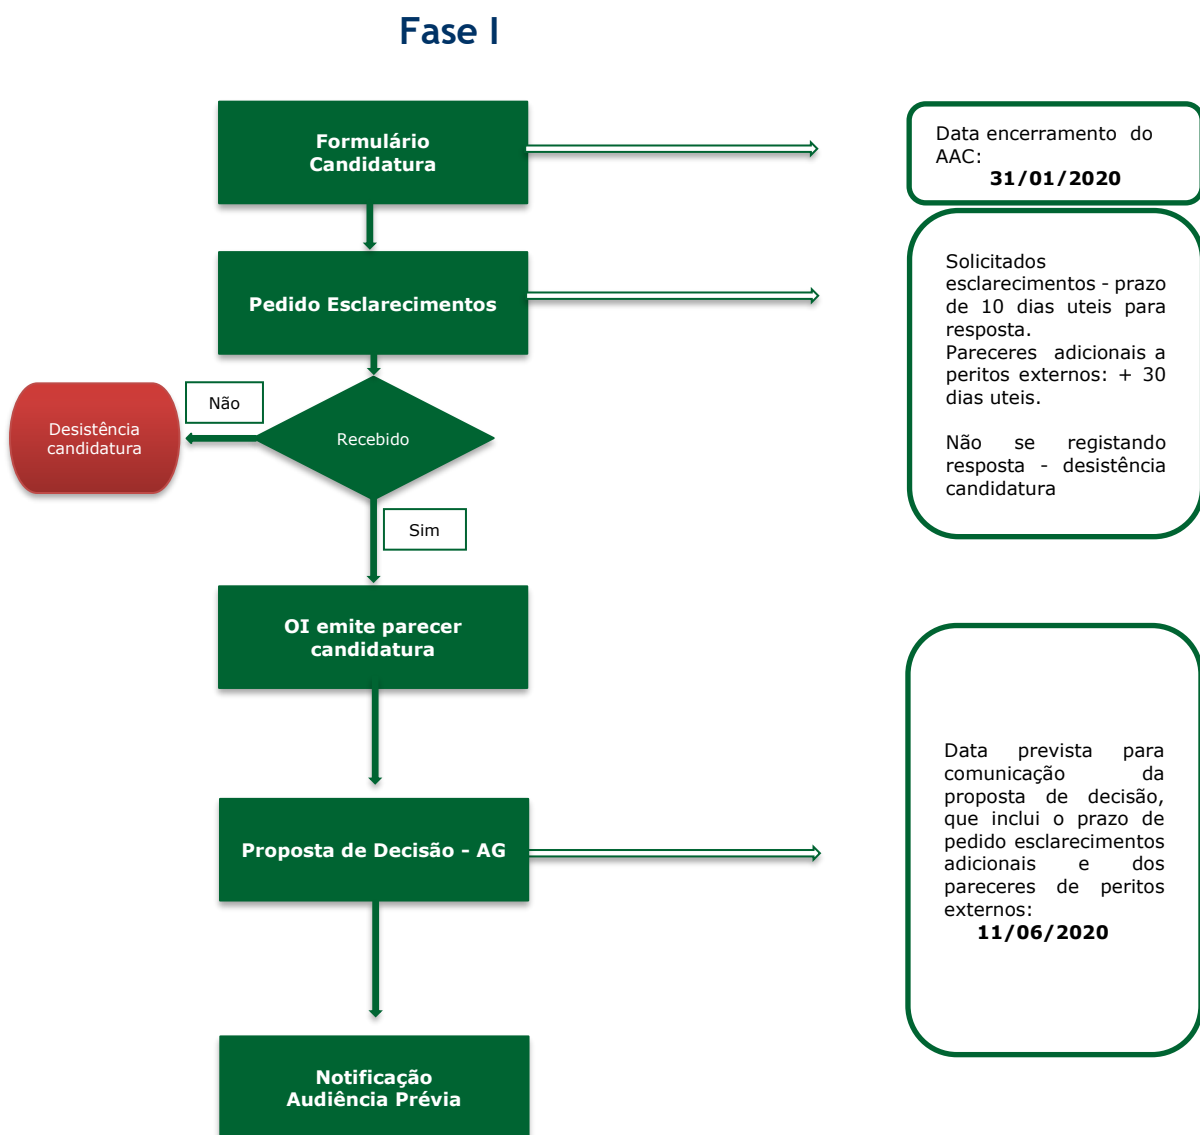 Fase I
Formulário
Candidatura
Data encerramento do
AAC:
31/01/2020
Pedido Esclarecimentos
Solicitados
esclarecimentos - prazo
de 10 dias uteis para
resposta.
Pareceres adicionais a
peritos externos: + 30
dias uteis.
Não se registando
resposta - desistência
candidatura
Não
Desistência
candidatura
Recebido
Sim
OI emite parecer
candidatura
Proposta de Decisão - AG
Data prevista para
comunicação da
proposta de decisão,
que inclui o prazo de
pedido esclarecimentos
adicionais e dos
pareceres de peritos
externos:
11/06/2020
Notificação
Audiência Prévia